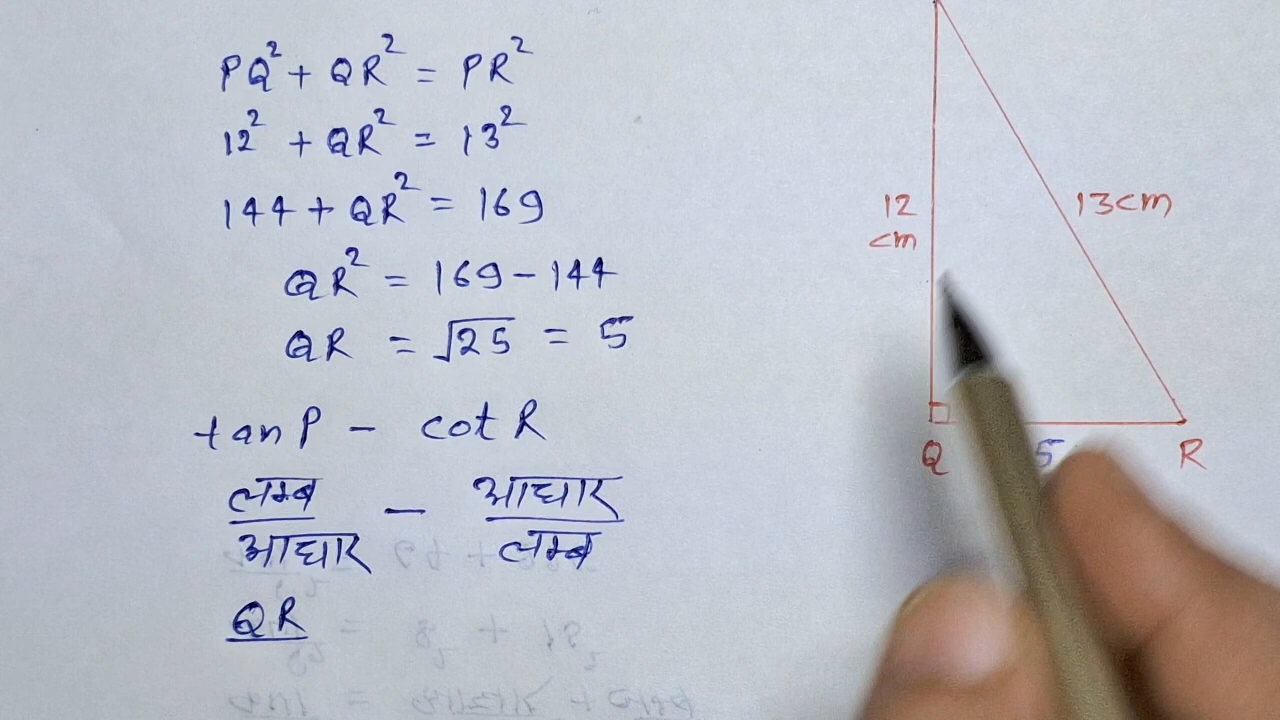 PQ² + QR² = PR²
12² + QR² = 13²
144 + QR² = 169
QR² = 169 - 144
QR = √25 = 5
tan P - cot R
लम्ब/आधार - आधार/लम्ब
QR
12
cm
13cm
Q 5 R